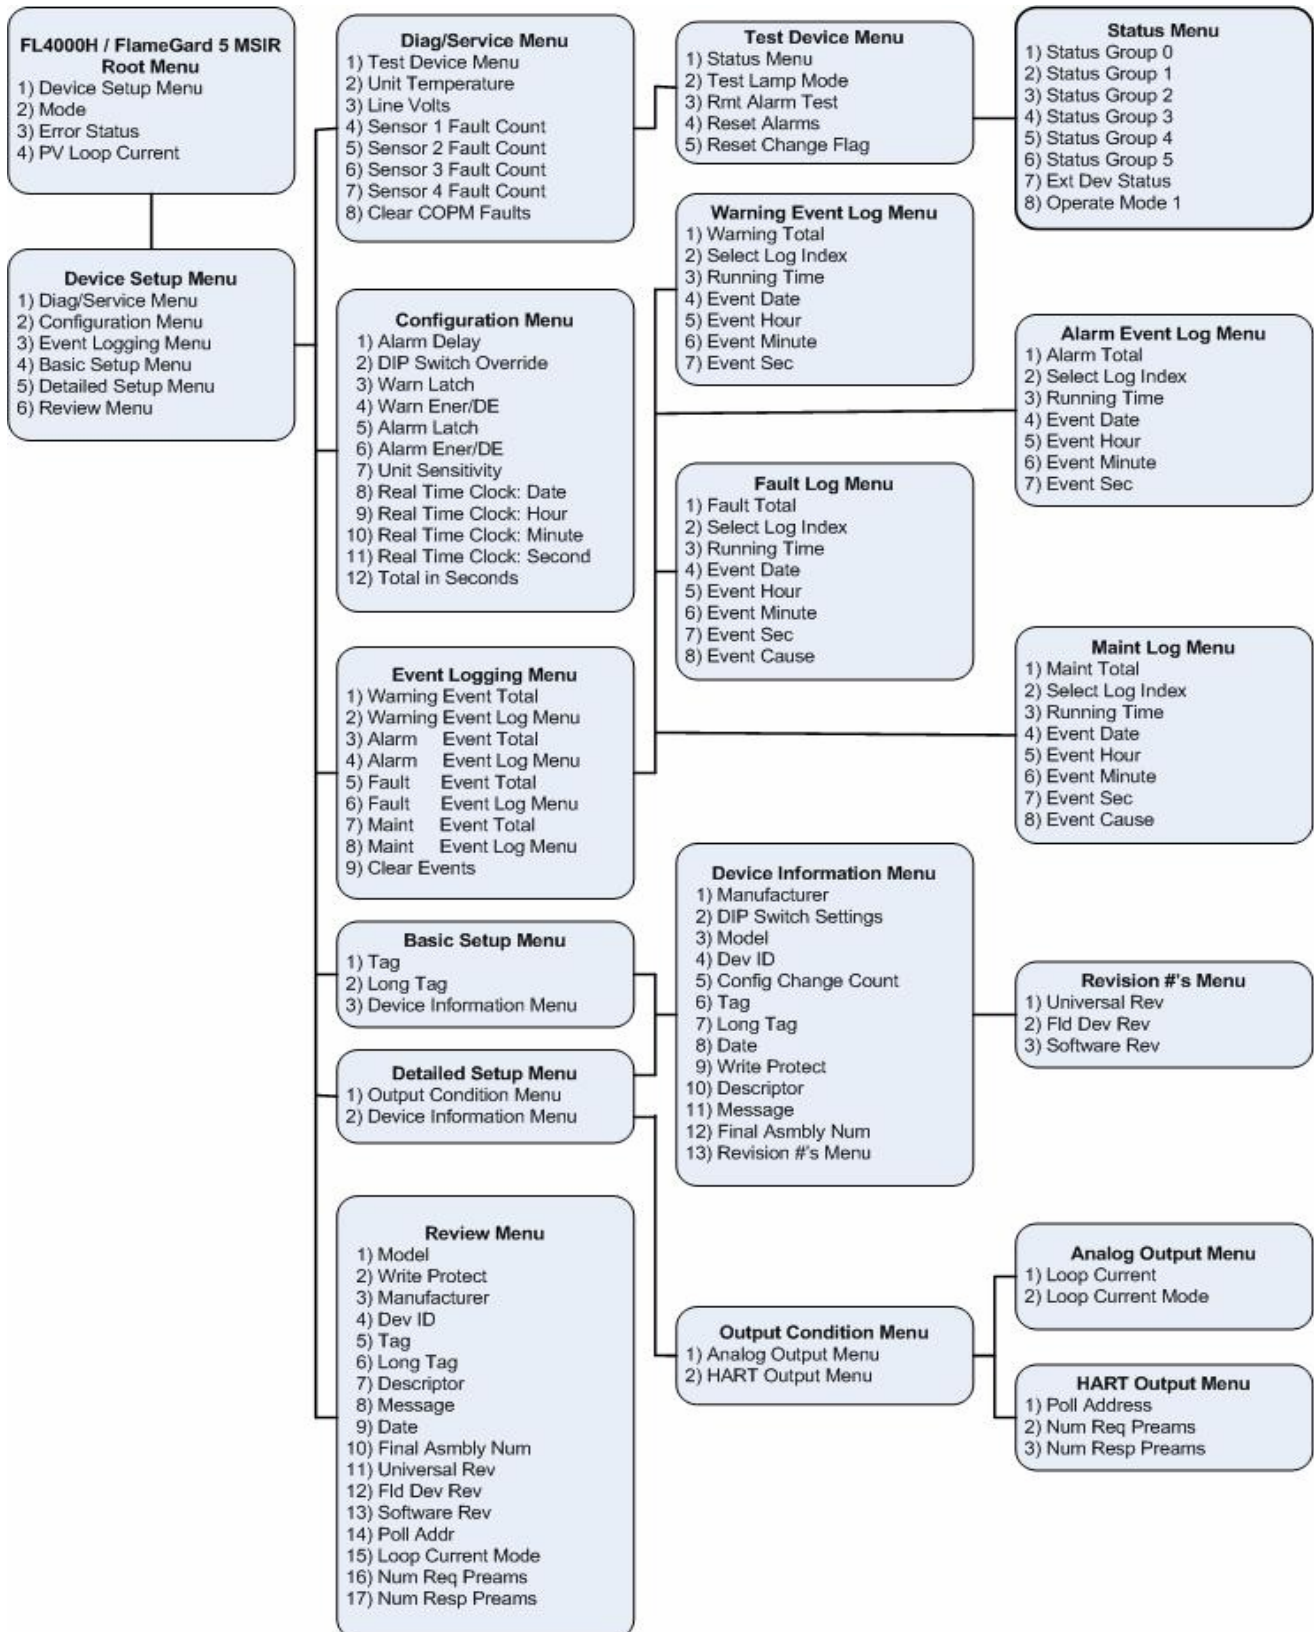 FL4000H / FlameGard 5 MSIR
Root Menu
1) Device Setup Menu
2) Mode
3) Error Status
4) PV Loop Current
Device Setup Menu
1) Diag/Service Menu
2) Configuration Menu
3) Event Logging Menu
4) Basic Setup Menu
5) Detailed Setup Menu
6) Review Menu
Diag/Service Menu
1) Test Device Menu
2) Unit Temperature
3) Line Volts
4) Sensor 1 Fault Count
5) Sensor 2 Fault Count
6) Sensor 3 Fault Count
7) Sensor 4 Fault Count
8) Clear COPM Faults
Configuration Menu
1) Alarm Delay
2) DIP Switch Override
3) Warn Latch
4) Warn Ener/DE
5) Alarm Latch
6) Alarm Ener/DE
7) Unit Sensitivity
8) Real Time Clock: Date
9) Real Time Clock: Hour
10) Real Time Clock: Minute
11) Real Time Clock: Second
12) Total in Seconds
Event Logging Menu
1) Warning Event Total
2) Warning Event Log Menu
3) Alarm Event Total
4) Alarm Event Log Menu
5) Fault Event Total
6) Fault Event Log Menu
7) Maint Event Total
8) Maint Event Log Menu
9) Clear Events
Basic Setup Menu
1) Tag
2) Long Tag
3) Device Information Menu
Detailed Setup Menu
1) Output Condition Menu
2) Device Information Menu
Review Menu
1) Model
2) Write Protect
3) Manufacturer
4) Dev ID
5) Tag
6) Long Tag
7) Descriptor
8) Message
9) Date
10) Final Asmbly Num
11) Universal Rev
12) Fld Dev Rev
13) Software Rev
14) Poll Addr
15) Loop Current Mode
16) Num Req Preams
17) Num Resp Preams
Test Device Menu
1) Status Menu
2) Test Lamp Mode
3) Rmt Alarm Test
4) Reset Alarms
5) Reset Change Flag
Warning Event Log Menu
1) Warning Total
2) Select Log Index
3) Running Time
4) Event Date
5) Event Hour
6) Event Minute
7) Event Sec
Fault Log Menu
1) Fault Total
2) Select Log Index
3) Running Time
4) Event Date
5) Event Hour
6) Event Minute
7) Event Sec
8) Event Cause
Device Information Menu
1) Manufacturer
2) DIP Switch Settings
3) Model
4) Dev ID
5) Config Change Count
6) Tag
7) Long Tag
8) Date
9) Write Protect
10) Descriptor
11) Message
12) Final Asmbly Num
13) Revision #'s Menu
Output Condition Menu
1) Analog Output Menu
2) HART Output Menu
Status Menu
1) Status Group 0
2) Status Group 1
3) Status Group 2
4) Status Group 3
5) Status Group 4
6) Status Group 5
7) Ext Dev Status
8) Operate Mode 1
Alarm Event Log Menu
1) Alarm Total
2) Select Log Index
3) Running Time
4) Event Date
5) Event Hour
6) Event Minute
7) Event Sec
Maint Log Menu
1) Maint Total
2) Select Log Index
3) Running Time
4) Event Date
5) Event Hour
6) Event Minute
7) Event Sec
8) Event Cause
Revision #'s Menu
1) Universal Rev
2) Fld Dev Rev
3) Software Rev
Analog Output Menu
1) Loop Current
2) Loop Current Mode
HART Output Menu
1) Poll Address
2) Num Req Preams
3) Num Resp Preams